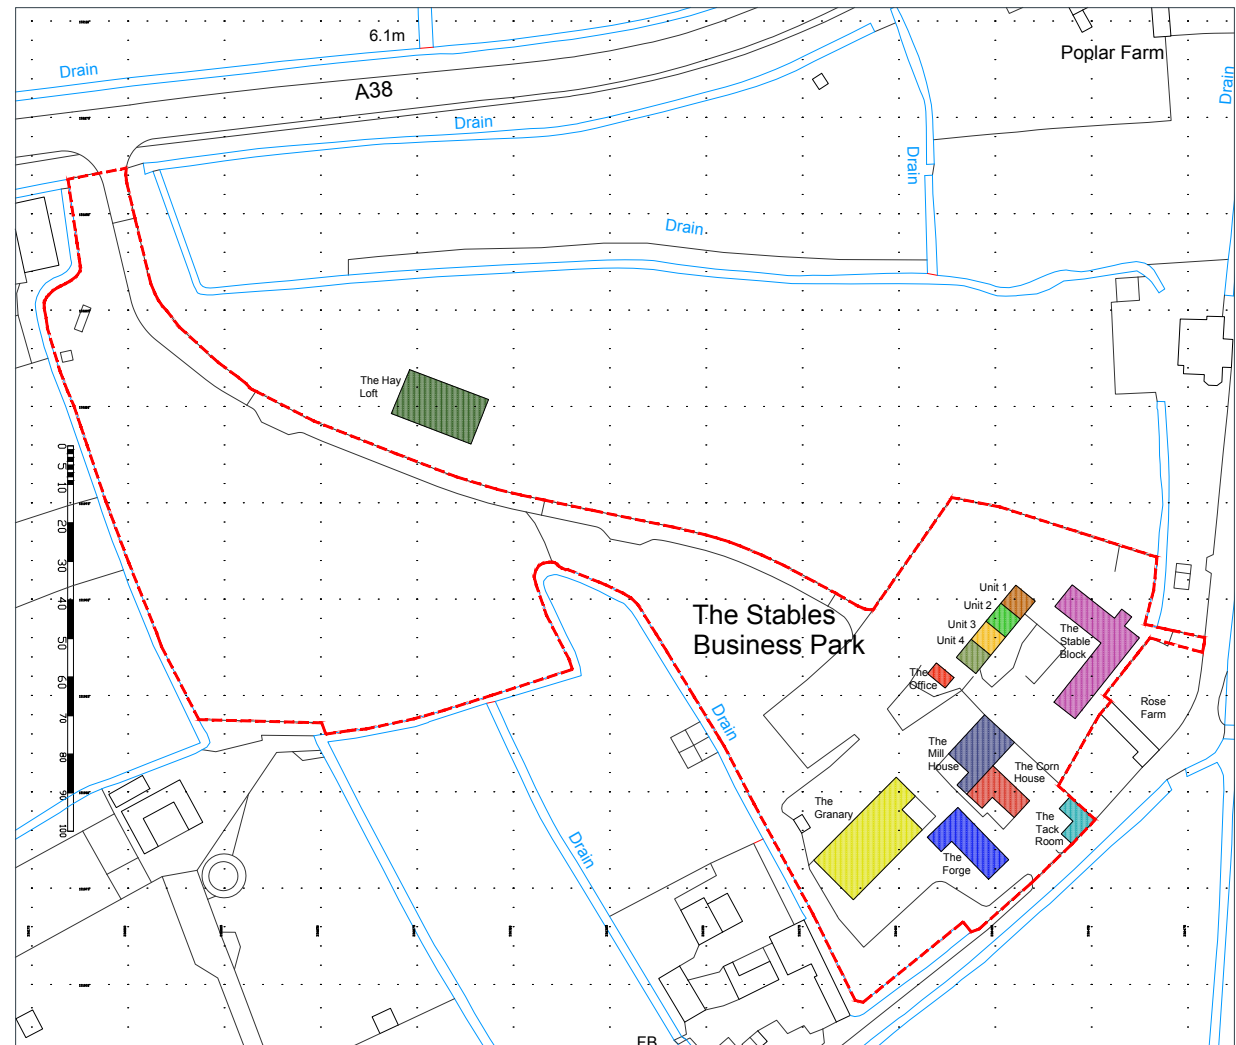 6.1m
Poplar Farm
Drain
A38
Drain
Drain
Drain
Drain
The Hay
Loft
0
5
10
20
30
40
50
60
70
80
90
100
Unit 1
Unit 2
Unit 3
Unit 4
The Stables
Business Park
The
Stable
Block
The
Office
Rose
Farm
Drain
The
Mill
House
The Corn
House
The
Granary
The
Tack
Room
The
Forge
Drain
FB